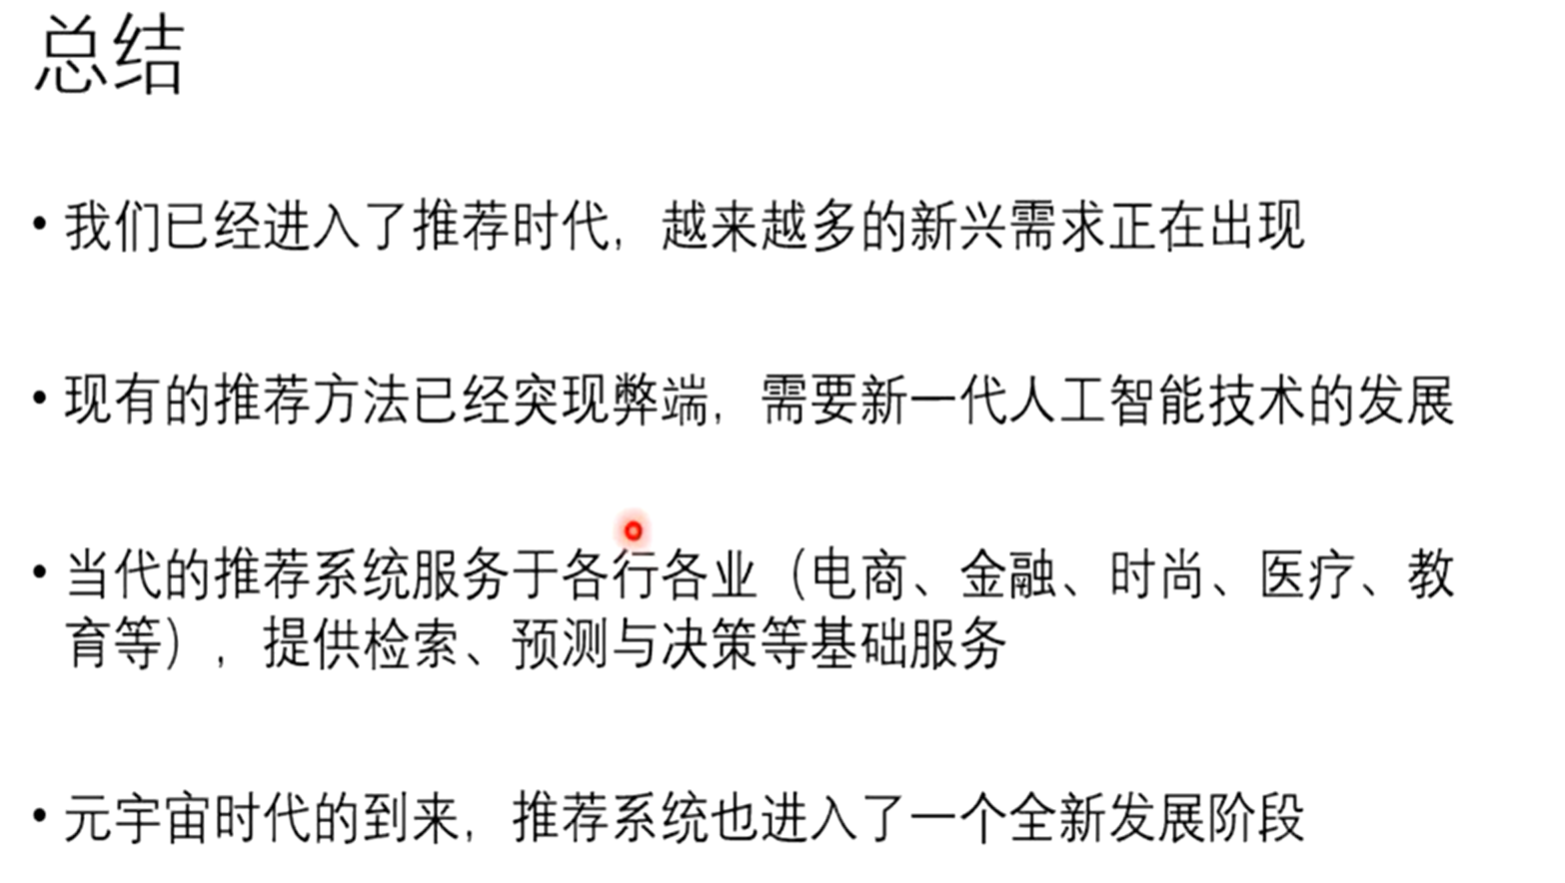 总结
• 我们已经进入了推荐时代，越来越多的新兴需求正在出现
• 现有的推荐方法已经突现弊端，需要新一代人工智能技术的发展
• 当代的推荐系统服务于各行各业（电商、金融、时尚、医疗、教
育等），提供检索、预测与决策等基础服务
• 元宇宙时代的到来，推荐系统也进入了一个全新发展阶段